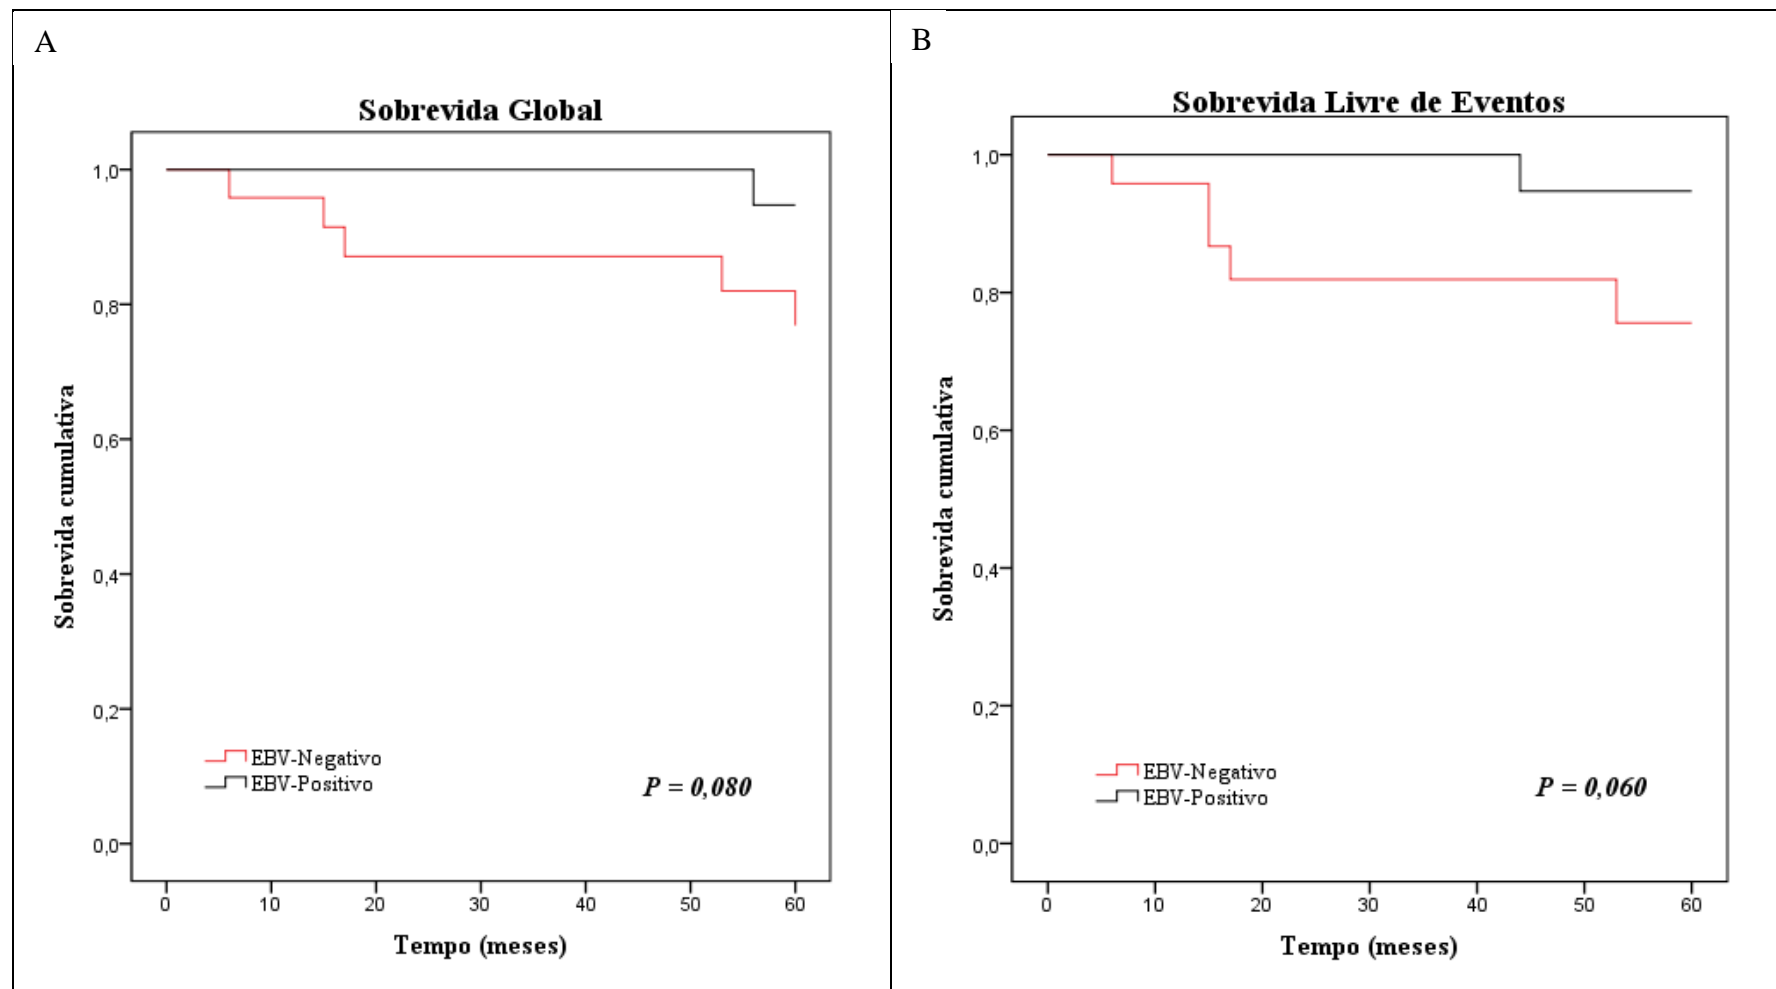 A
Sobrevida Global
Sobrevida cumulativa
1,0
0,8
0,6
0,4
0,2
0,0
EBV-Negativo
EBV-Positivo
P = 0,080
0 10 20 30 40 50 60
Tempo (meses)
B
Sobrevida Livre de Eventos
Sobrevida cumulativa
1,0
0,8
0,6
0,4
0,2
0,0
EBV-Negativo
EBV-Positivo
P = 0,060
0 10 20 30 40 50 60
Tempo (meses)